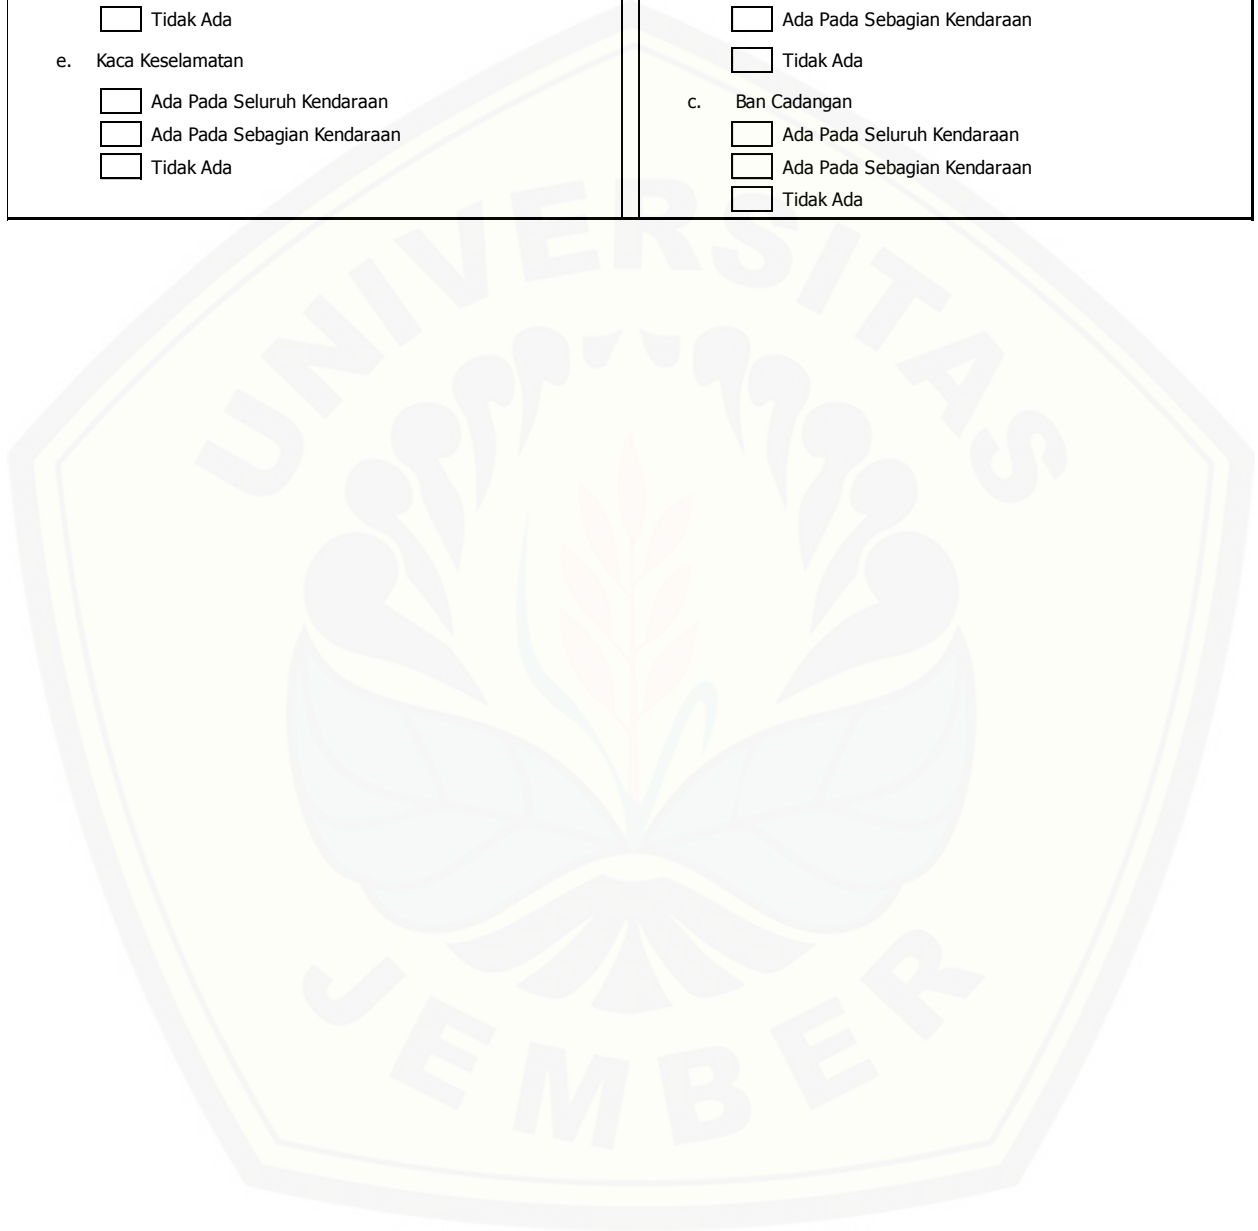 Tidak Ada
e. Kaca Keselamatan
Ada Pada Seluruh Kendaraan
Ada Pada Sebagian Kendaraan
Tidak Ada
Ada Pada Sebagian Kendaraan
Tidak Ada
c. Ban Cadangan
Ada Pada Seluruh Kendaraan
Ada Pada Sebagian Kendaraan
Tidak Ada
UNIVERSITAS
JEMBER